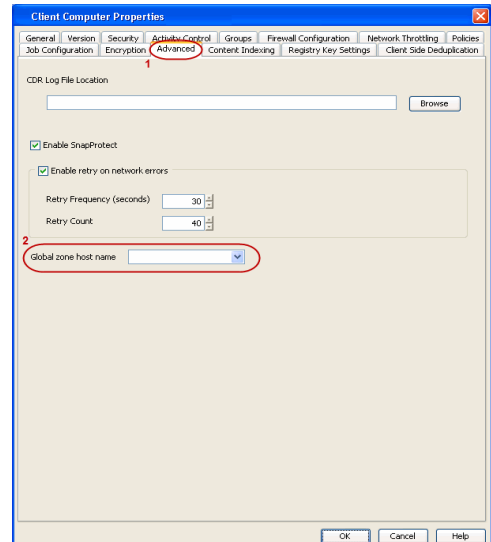 Client Computer Properties
General Version Security Activity Control Groups Firewall Configuration Network Throttling Policies
Job Configuration Encryption Advanced Content Indexing Registry Key Settings Client Side Deduplication
1
CDR Log File Location
Browse
Enable SnapProtect
Enable retry on network errors
Retry Frequency (seconds) 30
Retry Count 40
2
Global zone host name
OK Cancel Help